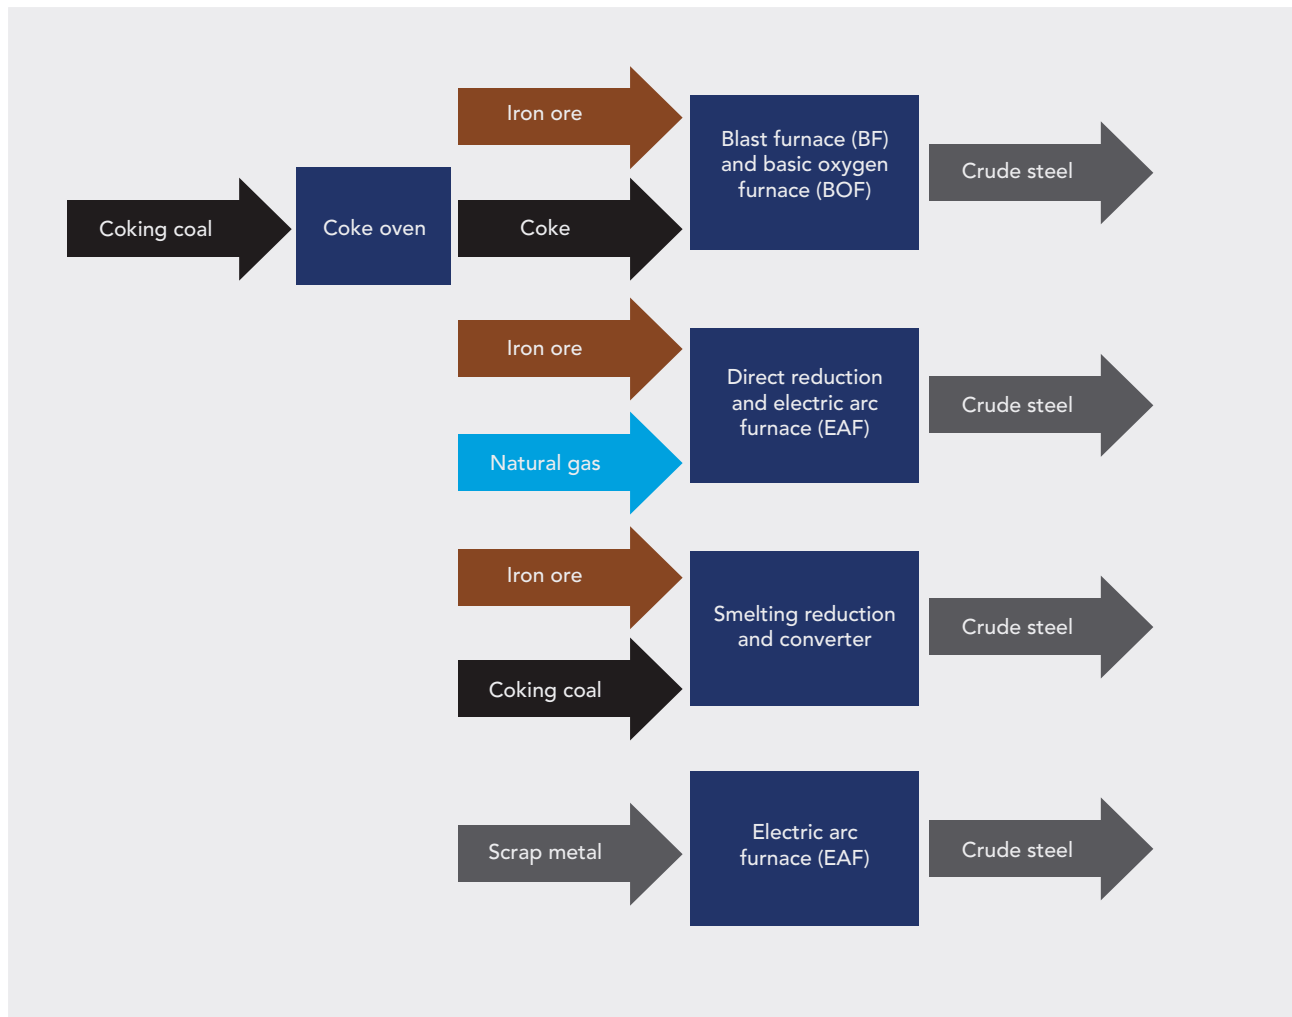 Iron ore
Blast furnace (BF)
and basic oxygen
furnace (BOF)
Crude steel
Coking coal
Coke oven
Coke
Iron ore
Direct reduction
and electric arc
furnace (EAF)
Crude steel
Natural gas
Iron ore
Smelting reduction
and converter
Crude steel
Coking coal
Scrap metal
Electric arc
furnace (EAF)
Crude steel